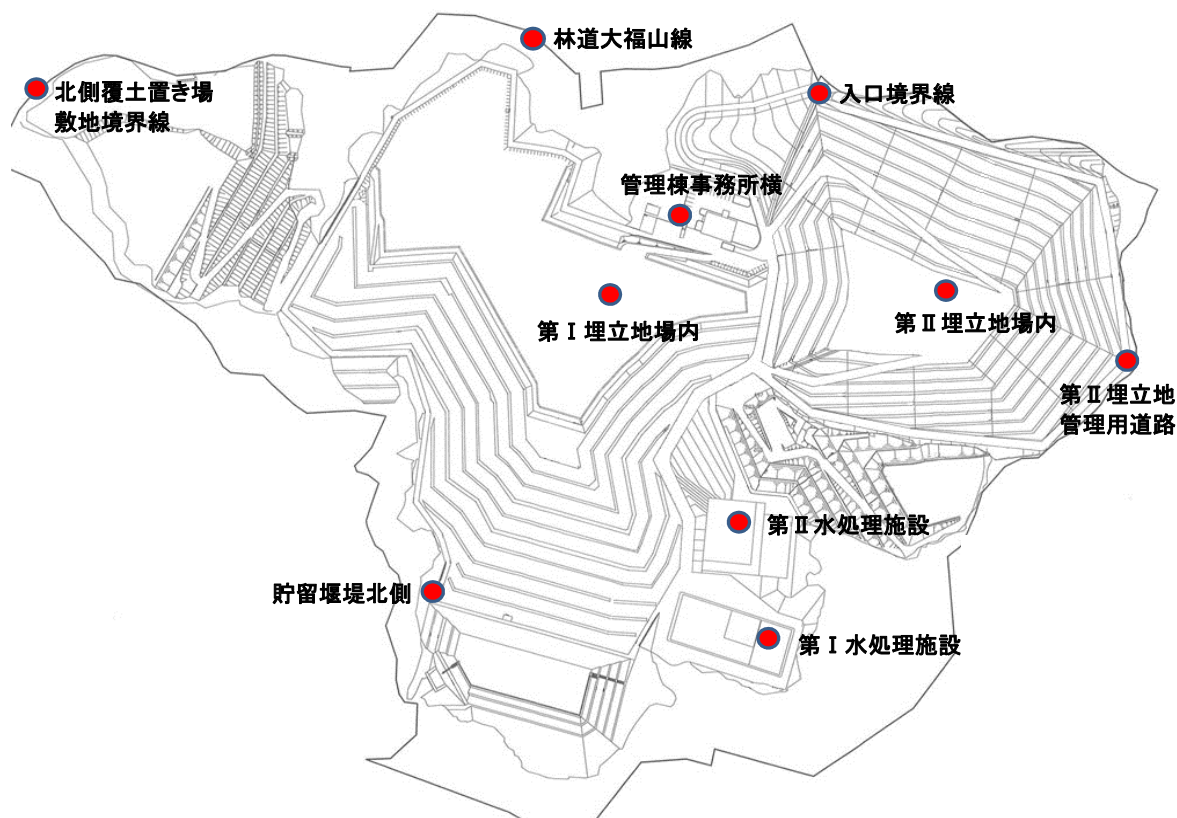 林道大福山線
北側覆土置き場
敷地境界線
入口境界線
管理棟事務所横
第Ⅰ埋立地場内
第Ⅱ埋立地場内
第Ⅱ埋立地
管理用道路
第Ⅱ水処理施設
貯留堰堤北側
第Ⅰ水処理施設